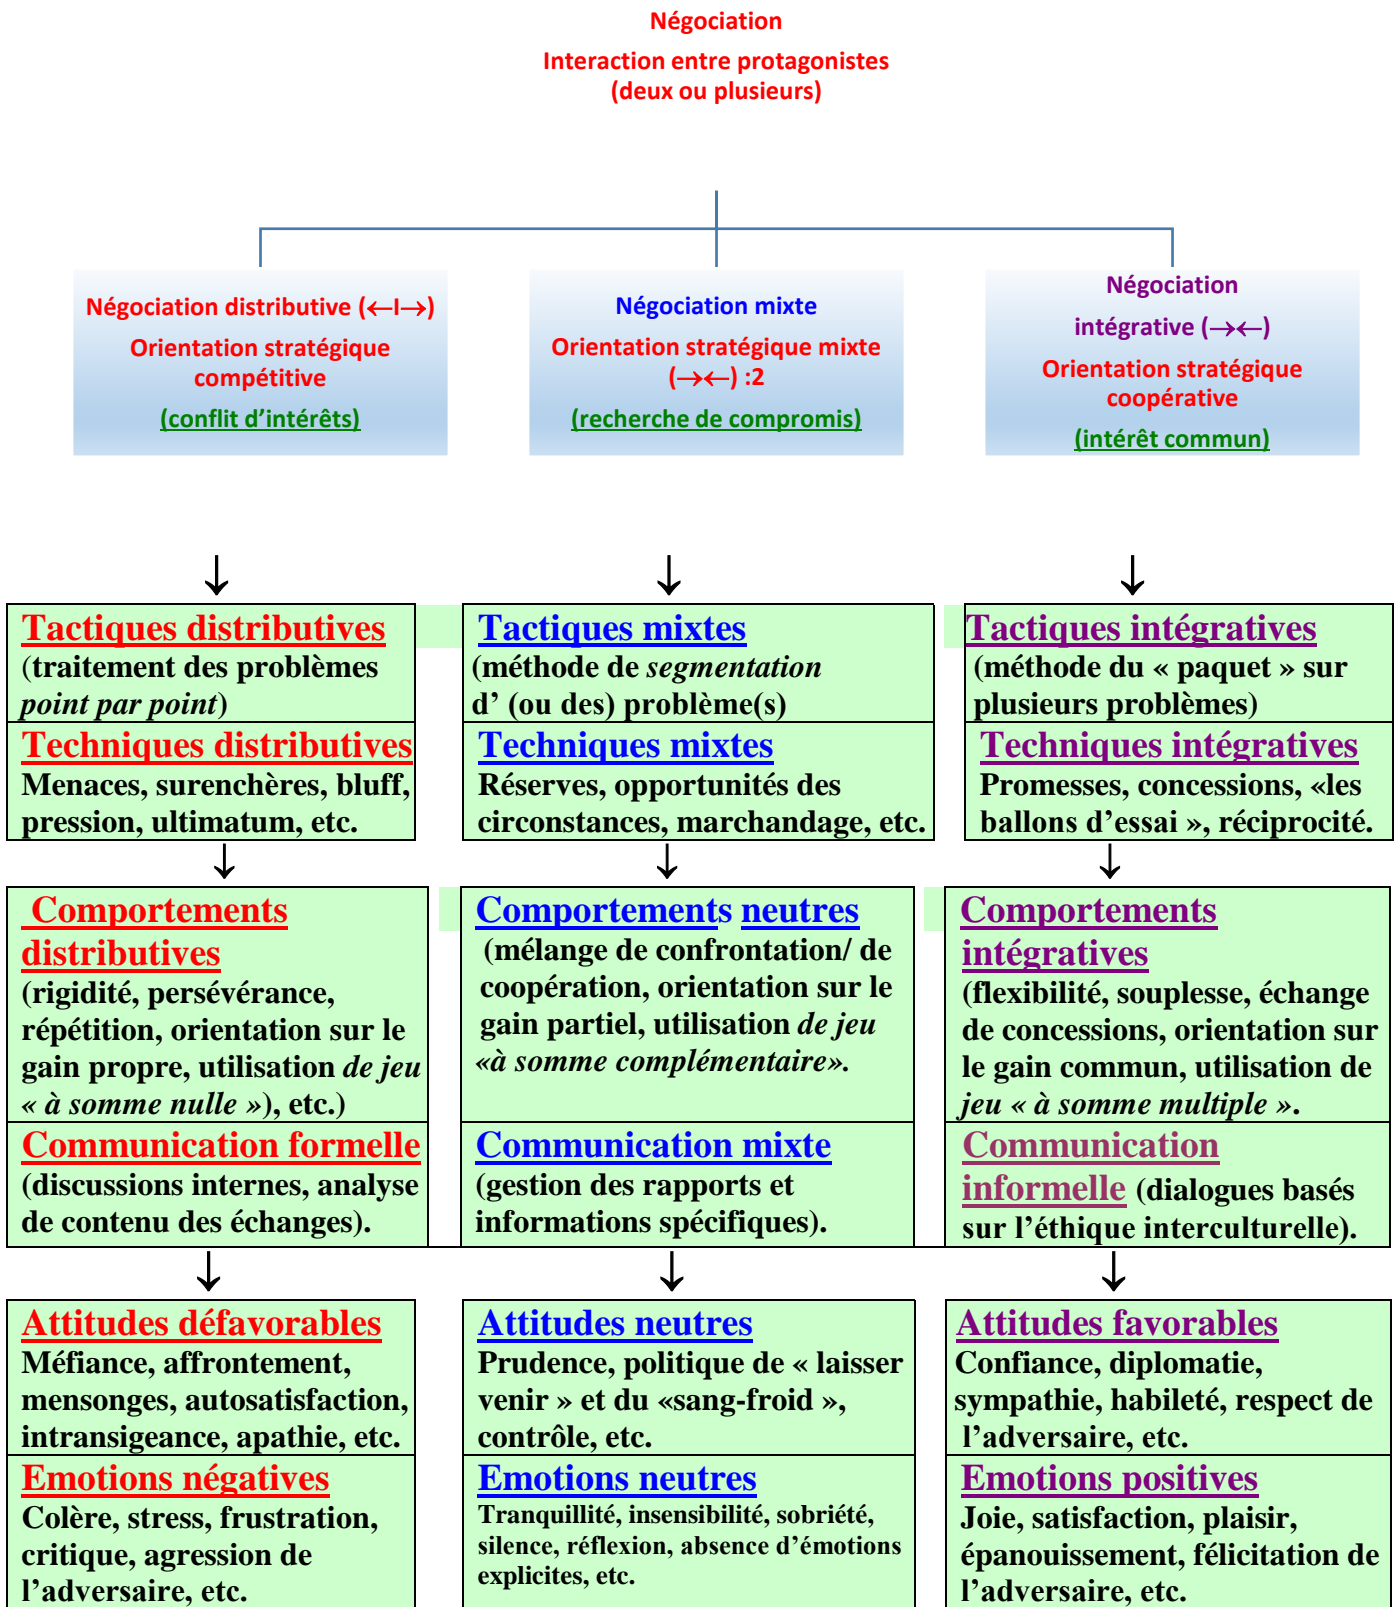 Négociation
Interaction entre protagonistes
(deux ou plusieurs)
Négociation distributive (←I→)
Orientation stratégique
compétitive
(conflit d'intérêts)
Négociation mixte
Orientation stratégique mixte
(→←) :2
(recherche de compromis)
Négociation
intégrative (→←)
Orientation stratégique
coopérative
(intérêt commun)
↓ ↓ ↓
Tactiques distributives
(traitement des problèmes
point par point)
Techniques distributives
Menaces, surenchères, bluff,
pression, ultimatum, etc.
Tactiques mixtes
(méthode de segmentation
d' (ou des) problème(s)
Techniques mixtes
Réserves, opportunités des
circonstances, marchandage, etc.
Tactiques intégratives
(méthode du « paquet » sur
plusieurs problèmes)
Techniques intégratives
Promesses, concessions, «les
ballons d'essai », réciprocité.
↓ ↓ ↓
Comportements
distributives
(rigidité, persévérance,
répétition, orientation sur le
gain propre, utilisation de jeu
« à somme nulle »), etc.)
Communication formelle
(discussions internes, analyse
de contenu des échanges).
Comportements neutres
(mélange de confrontation/ de
coopération, orientation sur le
gain partiel, utilisation de jeu
«à somme complémentaire».
Communication mixte
(gestion des rapports et
informations spécifiques).
Comportements
intégratives
(flexibilité, souplesse, échange
de concessions, orientation sur
le gain commun, utilisation de
jeu « à somme multiple ».
Communication
informelle (dialogues basés
sur l'éthique interculturelle).
↓ ↓ ↓
Attitudes défavorables
Méfiance, affrontement,
mensonges, autosatisfaction,
intransigeance, apathie, etc.
Emotions négatives
Colère, stress, frustration,
critique, agression de
l'adversaire, etc.
Attitudes neutres
Prudence, politique de « laisser
venir » et du «sang-froid »,
contrôle, etc.
Emotions neutres
Tranquillité, insensibilité, sobriété,
silence, réflexion, absence d'émotions
explicites, etc.
Attitudes favorables
Confiance, diplomatie,
sympathie, habileté, respect de
l'adversaire, etc.
Emotions positives
Joie, satisfaction, plaisir,
épanouissement, félicitation de
l'adversaire, etc.